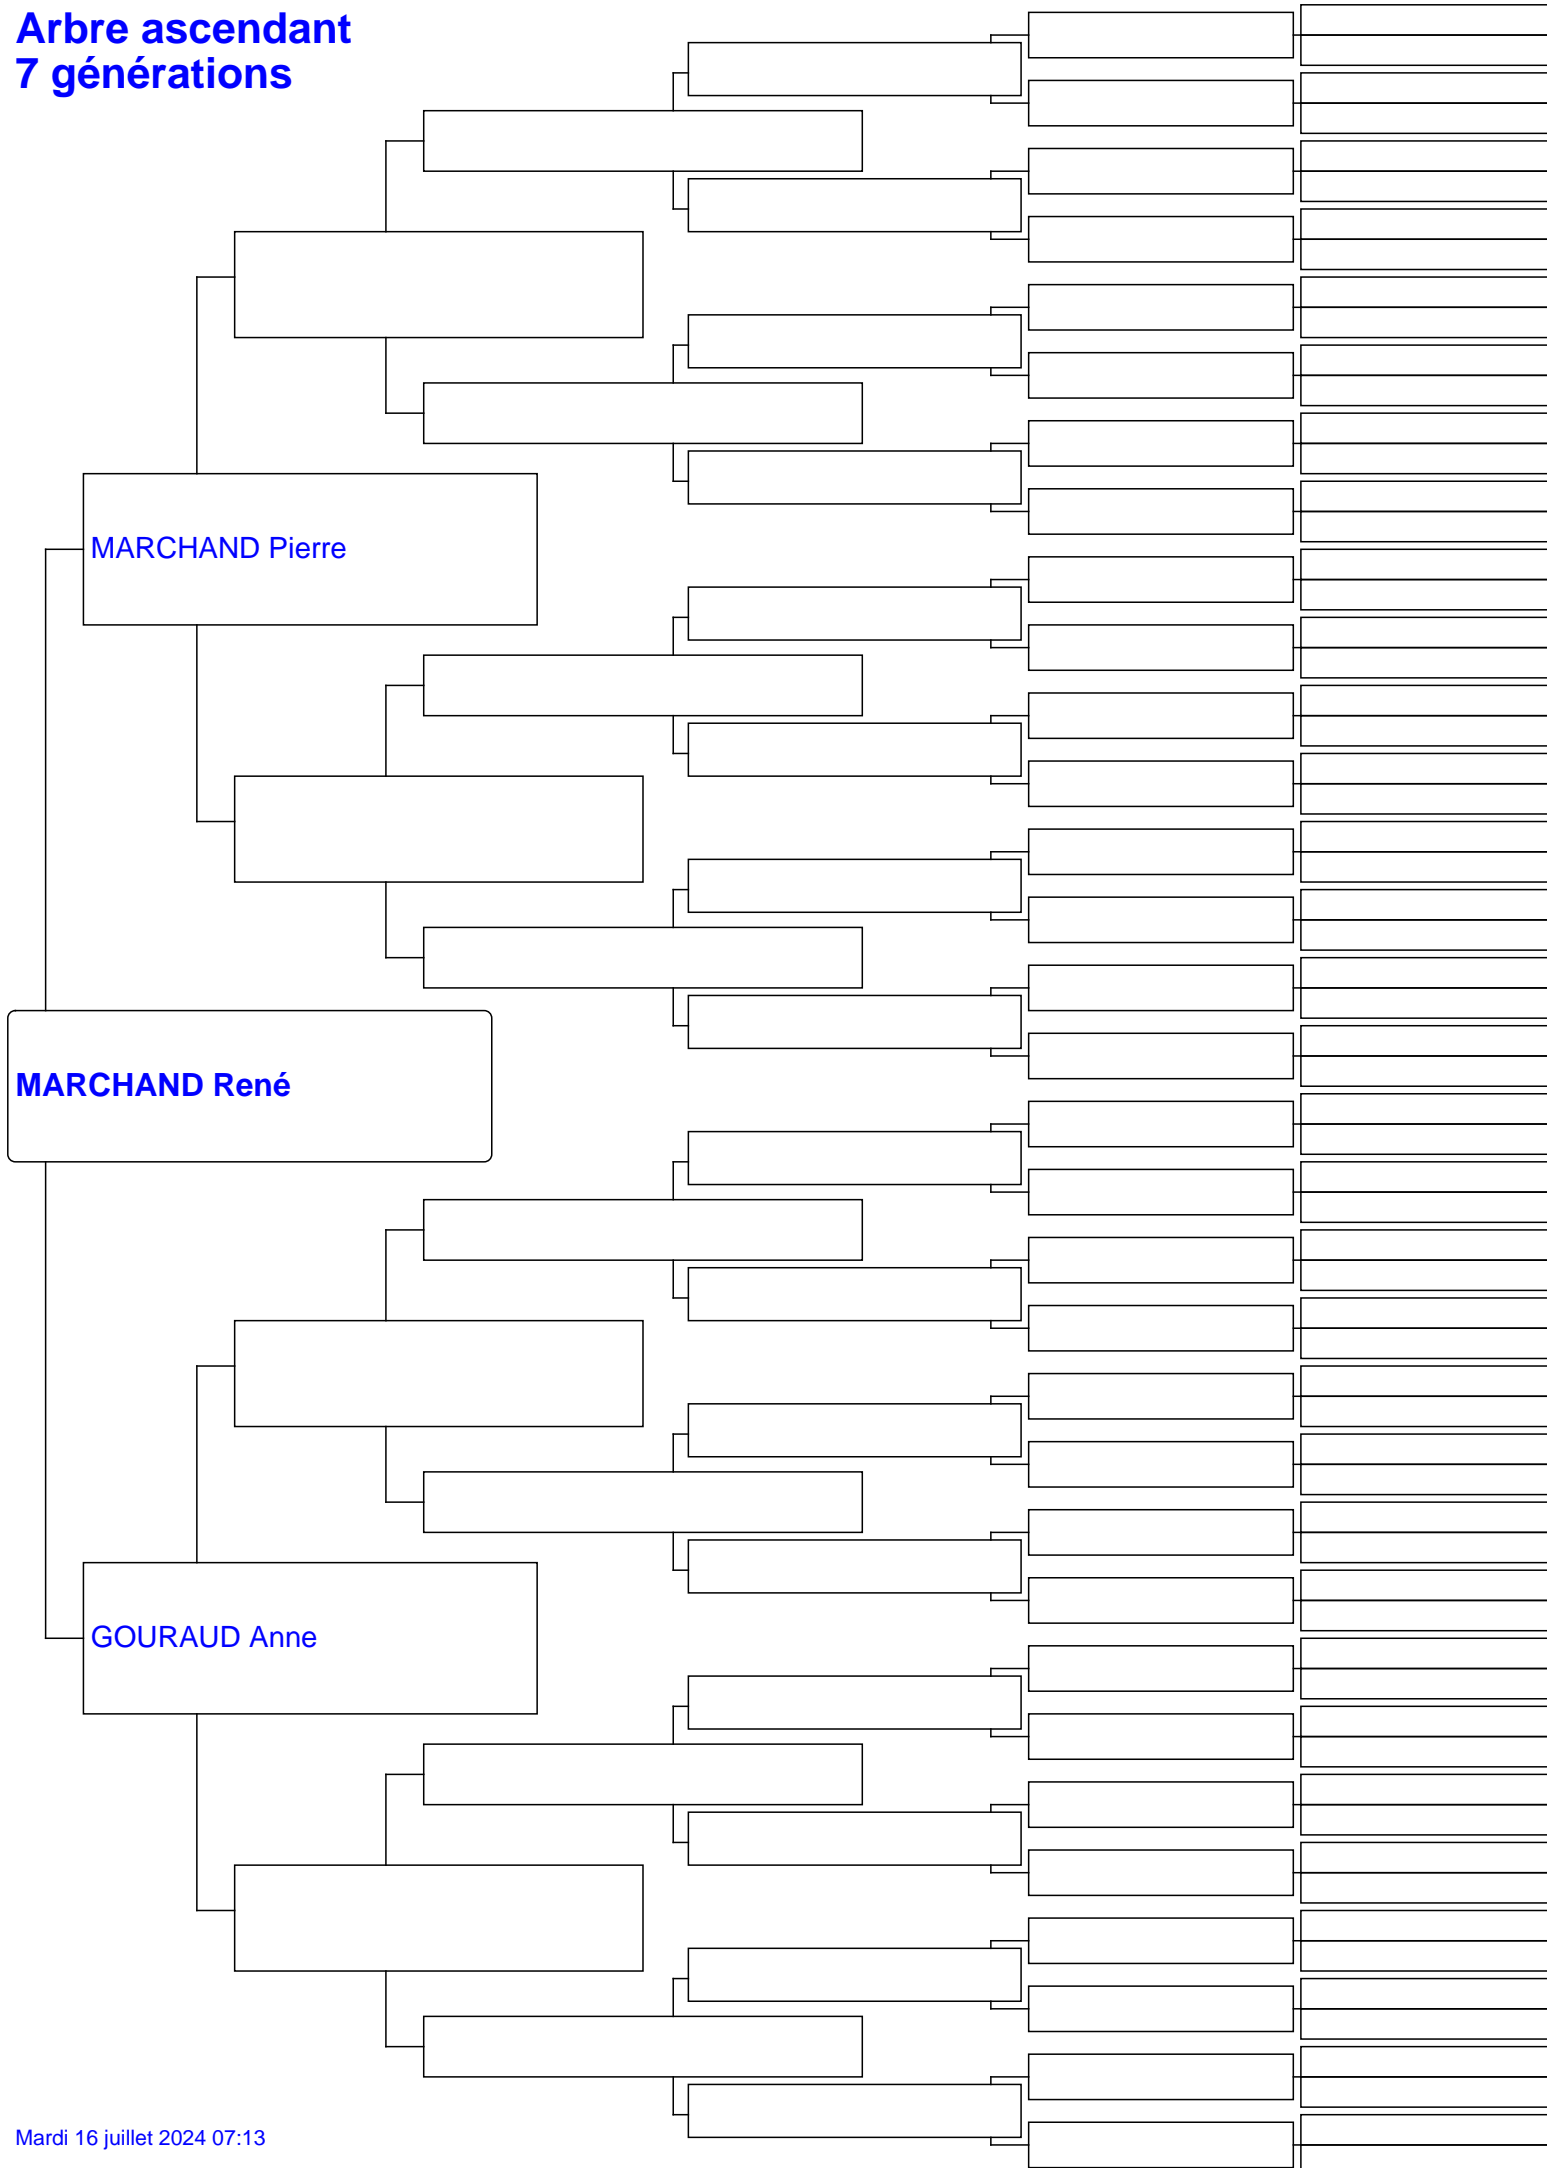 Arbre ascendant
7 générations
MARCHAND Pierre
MARCHAND René
GOURAUD Anne
Mardi 16 juillet 2024 07:13